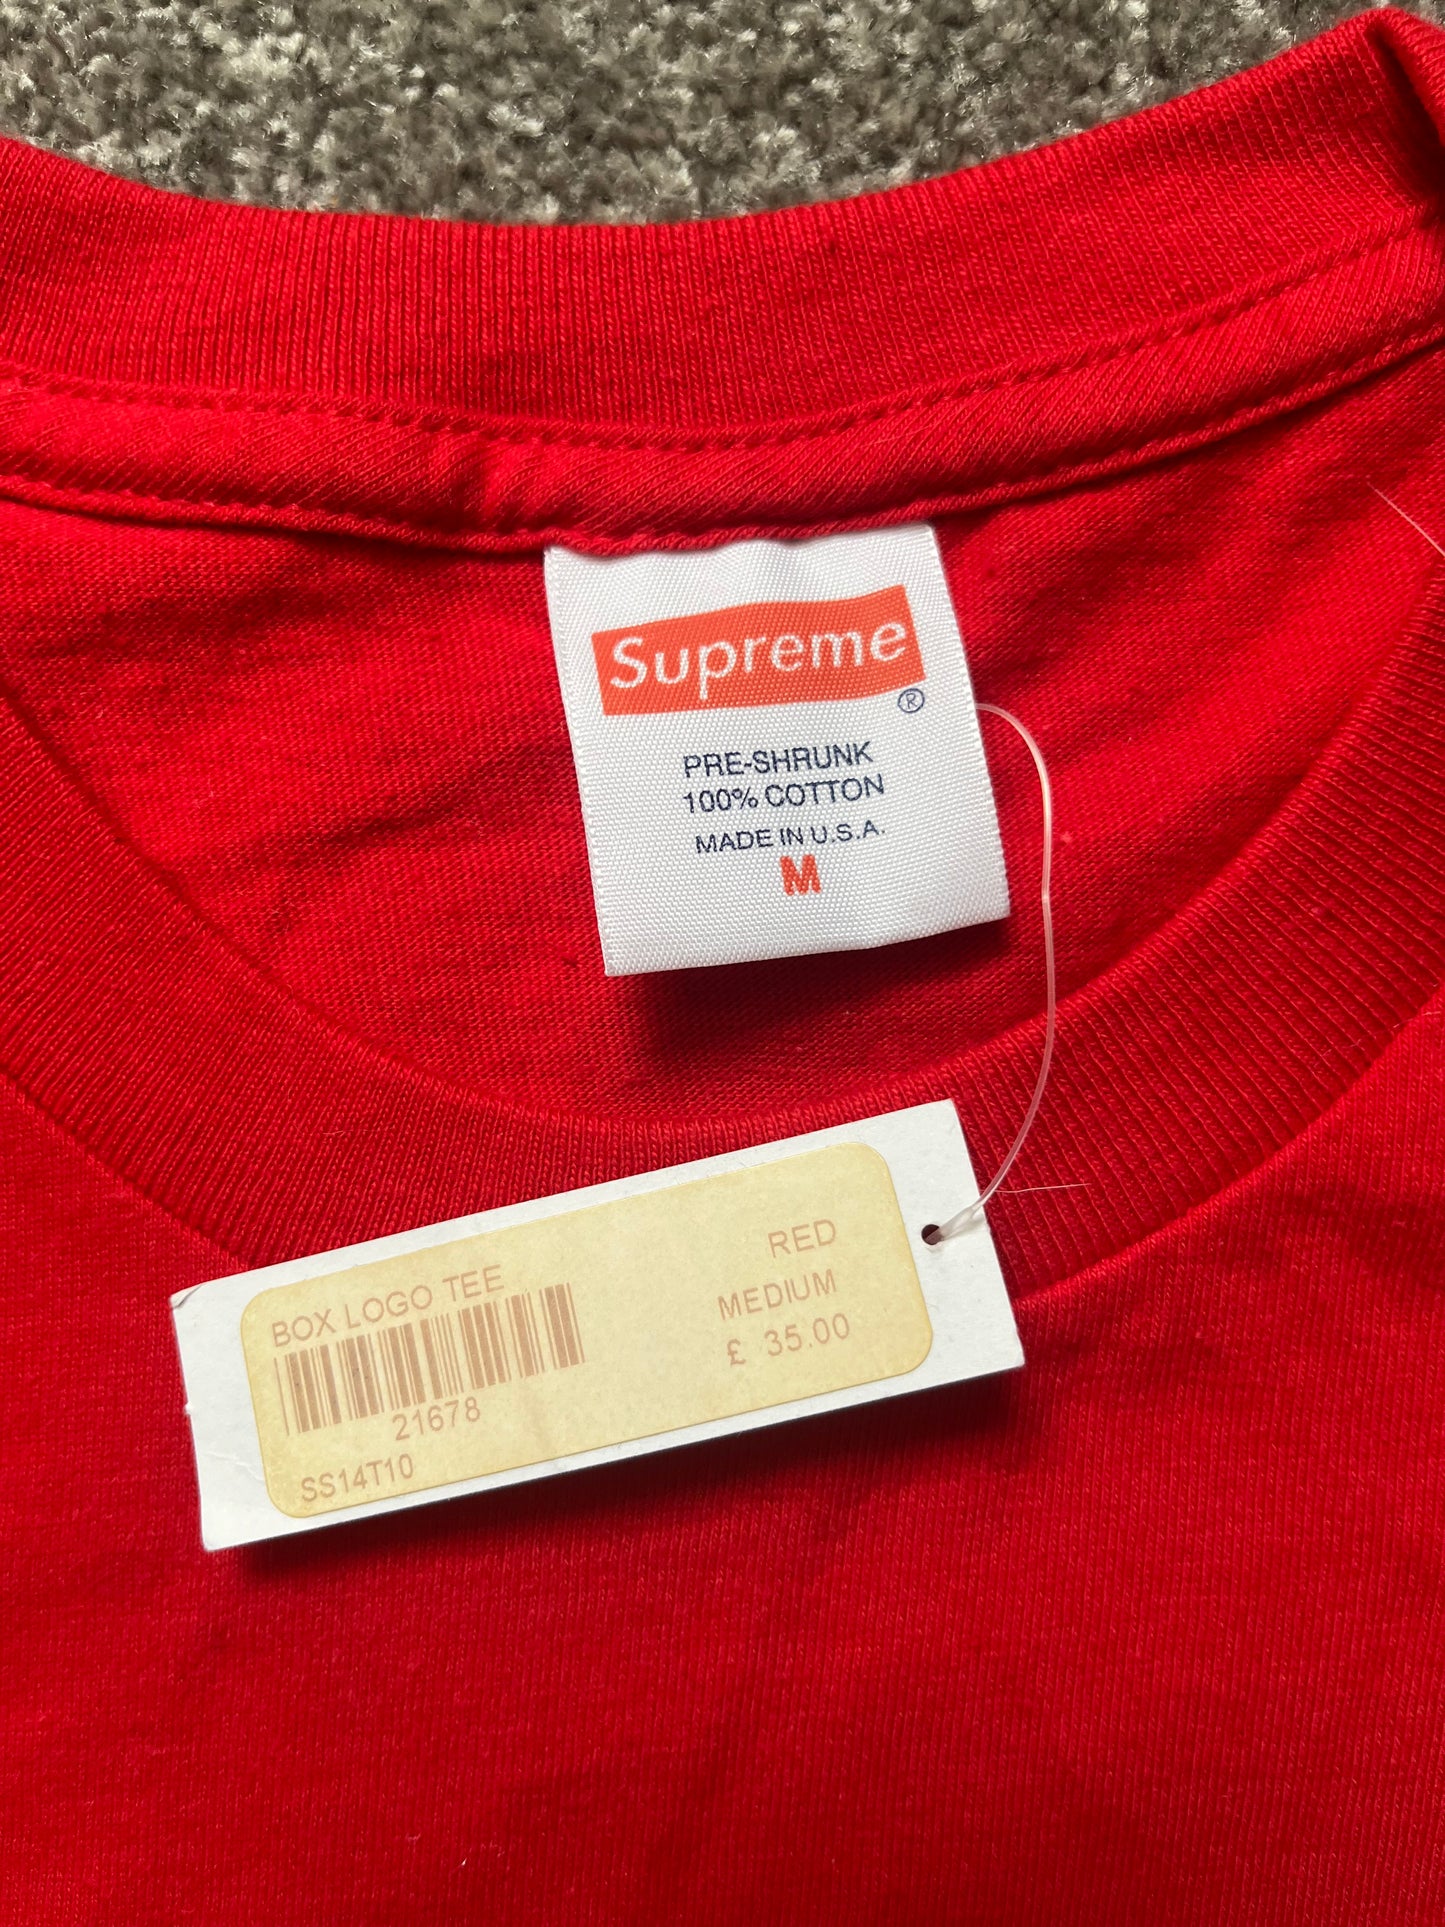 Supreme
®
PRE-SHRUNK
100% COTTON
MADE IN U.S.A.
M
BOX LOGO TEE
RED
MEDIUM
£ 35.00
21678
SS14T10